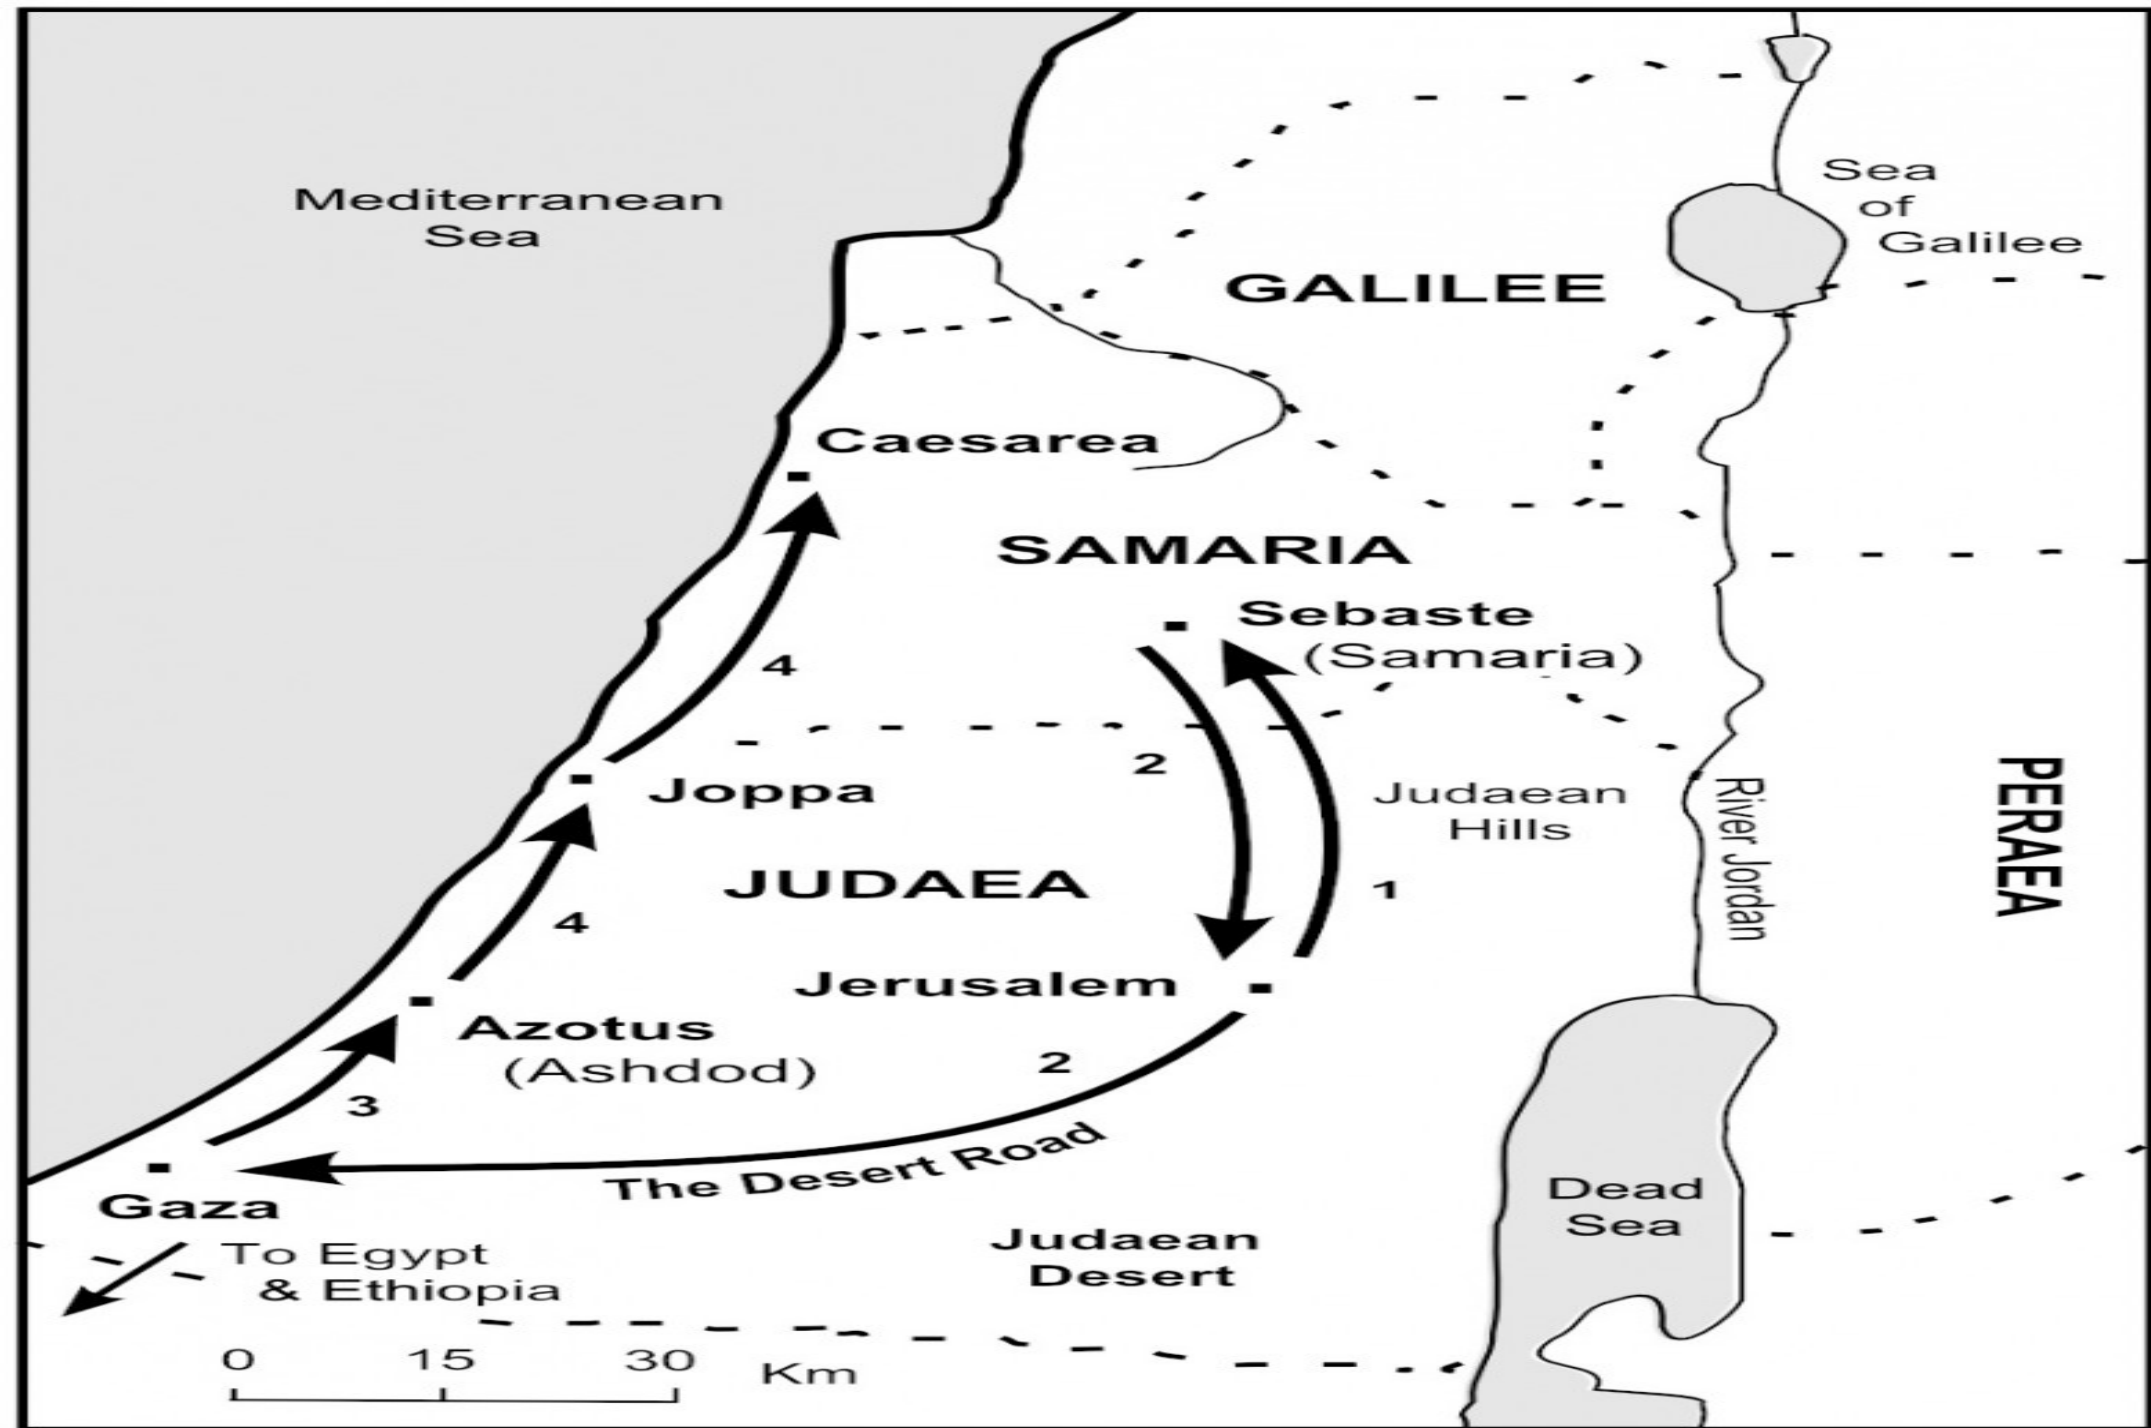 Mediterranean
Sea
Sea
of
Galilee
GALILEE
Caesarea
SAMARIA
Sebaste
(Samaria)
4
2
Joppa
Judaean
Hills
River Jordan
PERAEA
JUDAEA
1
4
Jerusalem
Azotus
(Ashdod)
2
3
The Desert Road
Gaza
Dead
Sea
Judaean
Desert
To Egypt
& Ethiopia
0 15 30 Km